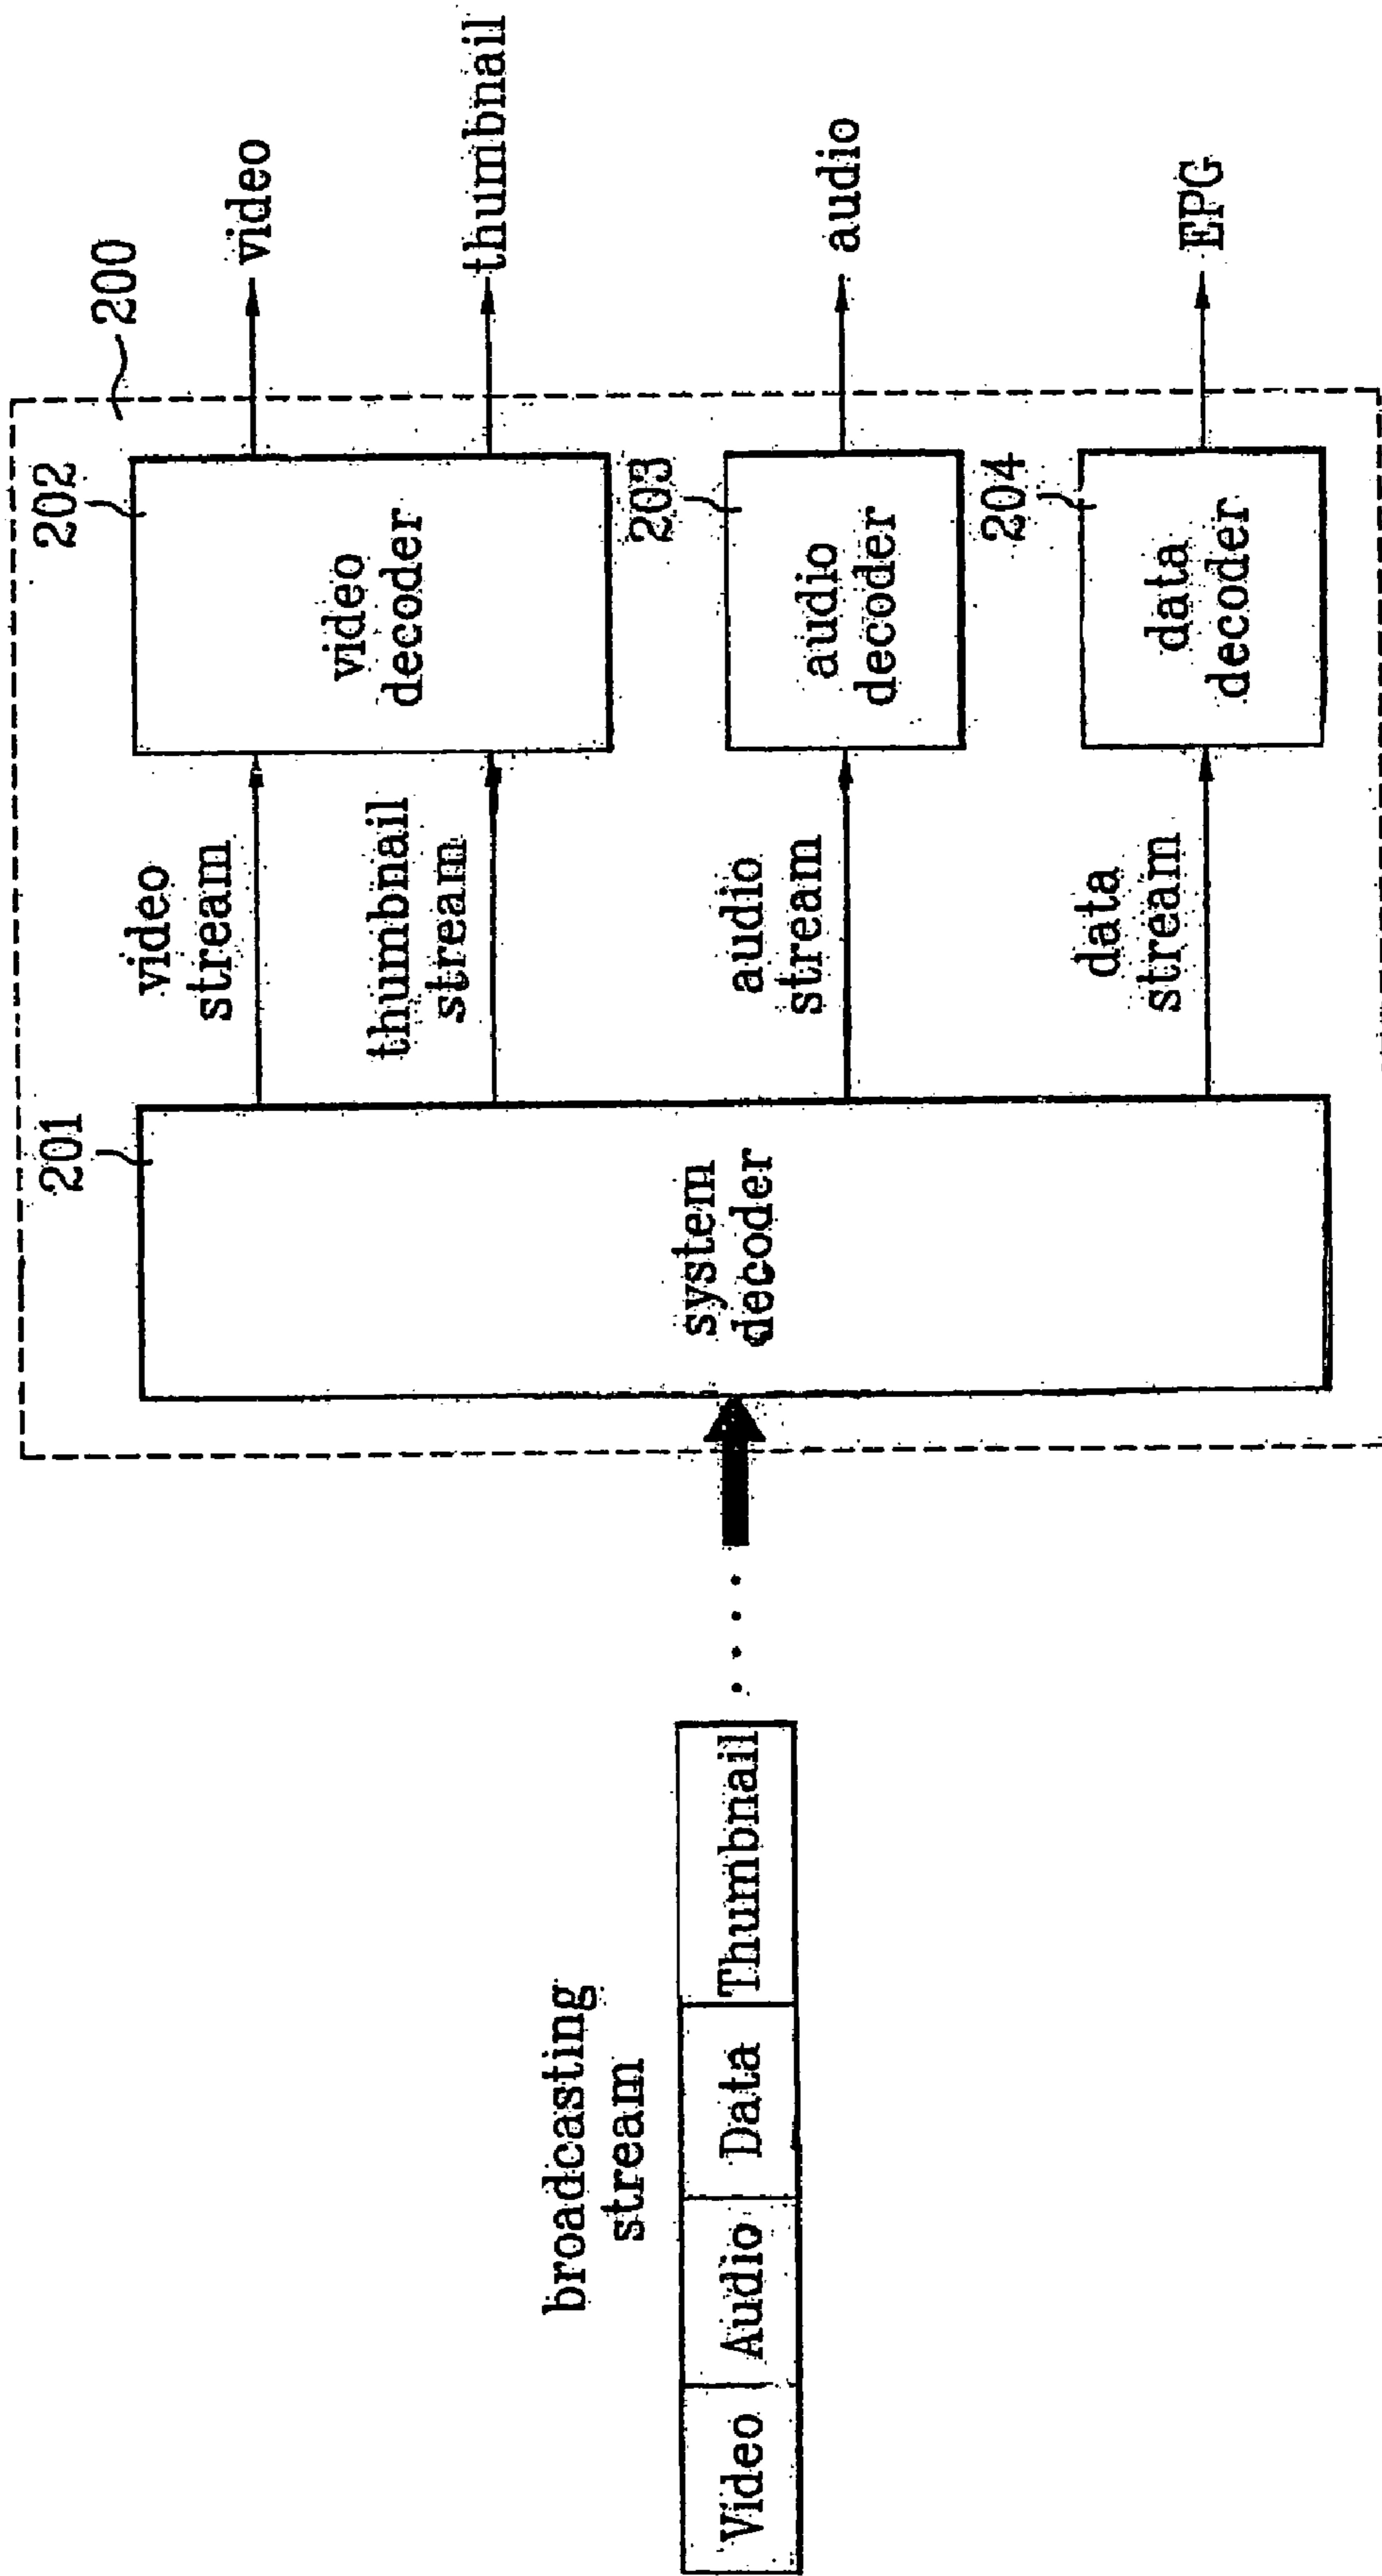 broadcasting
stream
Video
Audio
Data
Thumbnail
200
201
system
decoder
video
stream
thumbnail
stream
audio
stream
data
stream
202
video
decoder
203
audio
decoder
204
data
decoder
video
thumbnail
audio
EPG